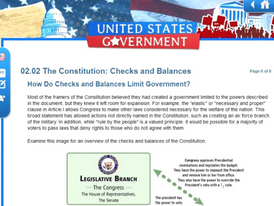 UNITED STATES
GOVERNMENT
02.02 The Constitution: Checks and Balances
Page 6 of 8
How Do Checks and Balances Limit Government?
Most of the framers of the Constitution believed they had created a government limited to the powers described
in the document, but they knew it left room for expansion. For example, the "elastic" or "necessary and proper"
clause in Article I allows Congress to make other laws considered necessary for the welfare of the nation. This
broad statement has allowed actions not directly named in the Constitution, such as creating an air force branch
of the military. In addition, while "rule by the people" is a valued principle, it would be possible for a majority of
voters to pass laws that deny rights to those who do not agree with them.
Examine this image for an overview of checks and balances of the Constitution:
LEGISLATIVE
BRANCH
– The Congress –
The House of Representatives,
The Senate
Congress approves Presidential
nominations and legislates the budget.
They have the power to impeach the President
and remove him or her from office.
They also have the power to override the
President's veto with a
The president has
the power to veto